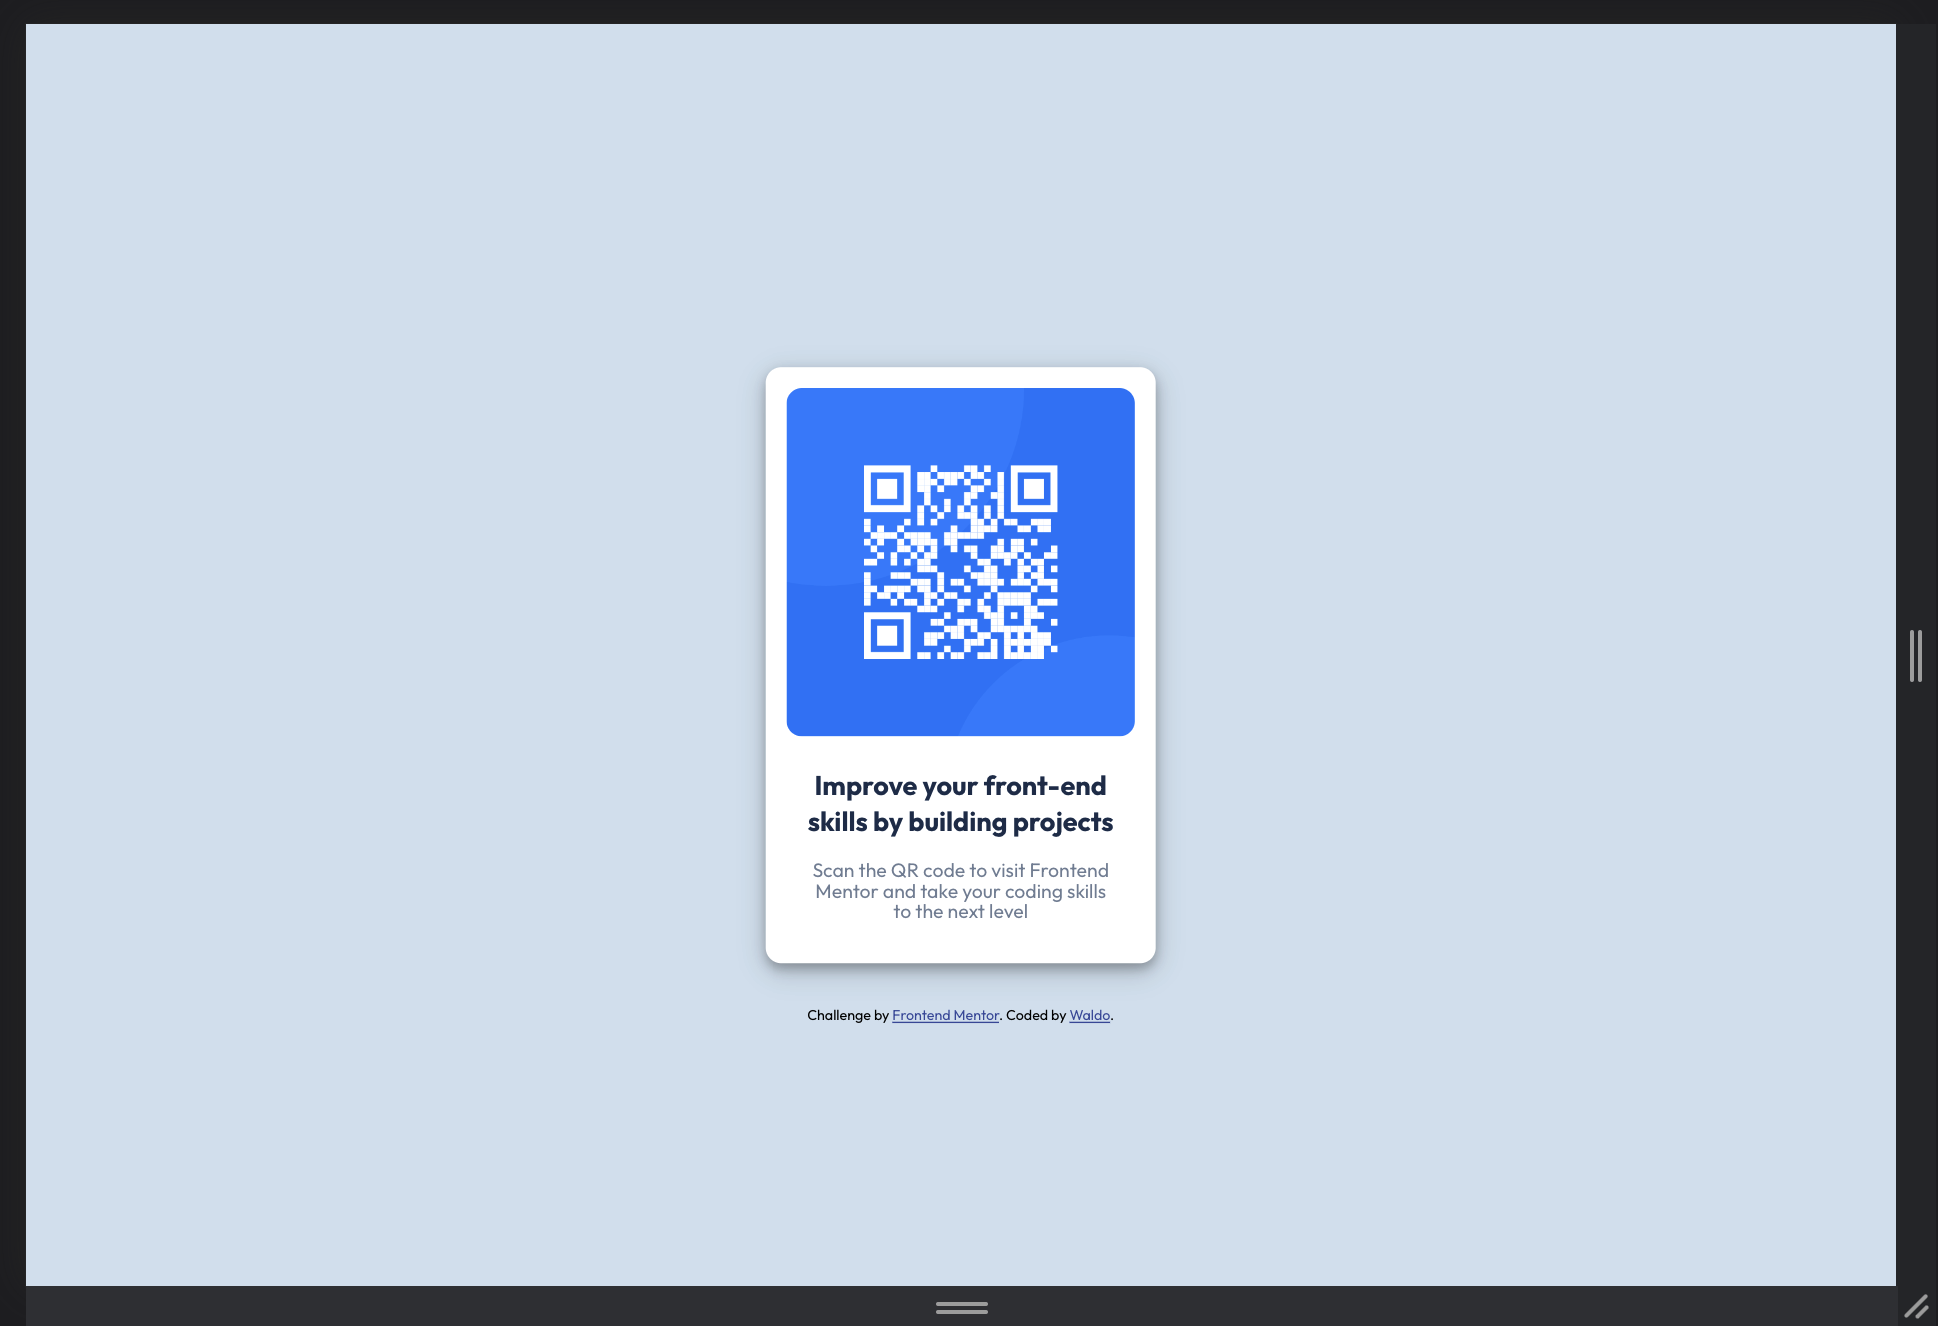 Improve your front-end
skills by building projects
Scan the QR code to visit Frontend
Mentor and take your coding skills
to the next level
Challenge by Frontend Mentor. Coded by Waldo.